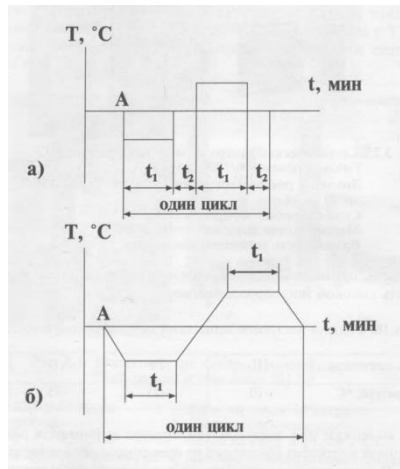 T, °C
t, мин
A
а)
t₁ t₂ t₁ t₂
один цикл
T, °C
t₁
A
t, мин
t₁
б)
один цикл